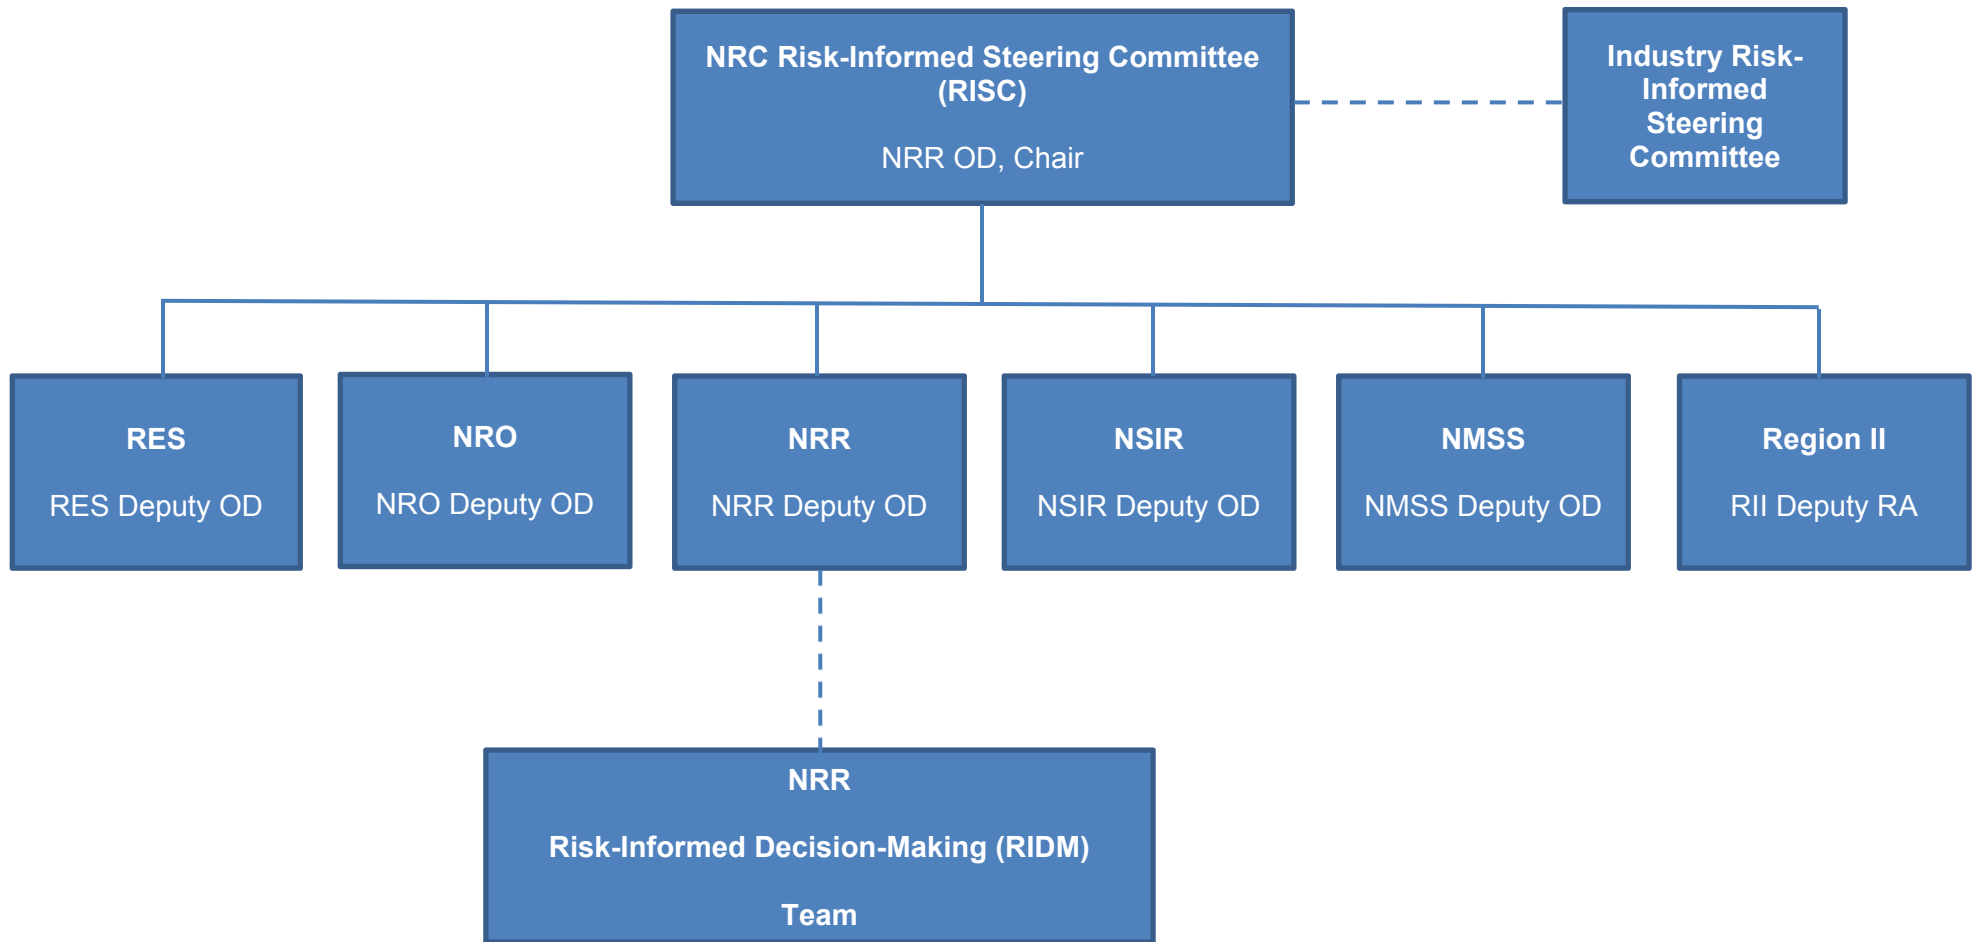 NRC Risk-Informed Steering Committee
(RISC)
NRR OD, Chair
Industry Risk-
Informed
Steering
Committee
RES
RES Deputy OD
NRO
NRO Deputy OD
NRR
NRR Deputy OD
NSIR
NSIR Deputy OD
NMSS
NMSS Deputy OD
Region II
RII Deputy RA
NRR
Risk-Informed Decision-Making (RIDM)
Team